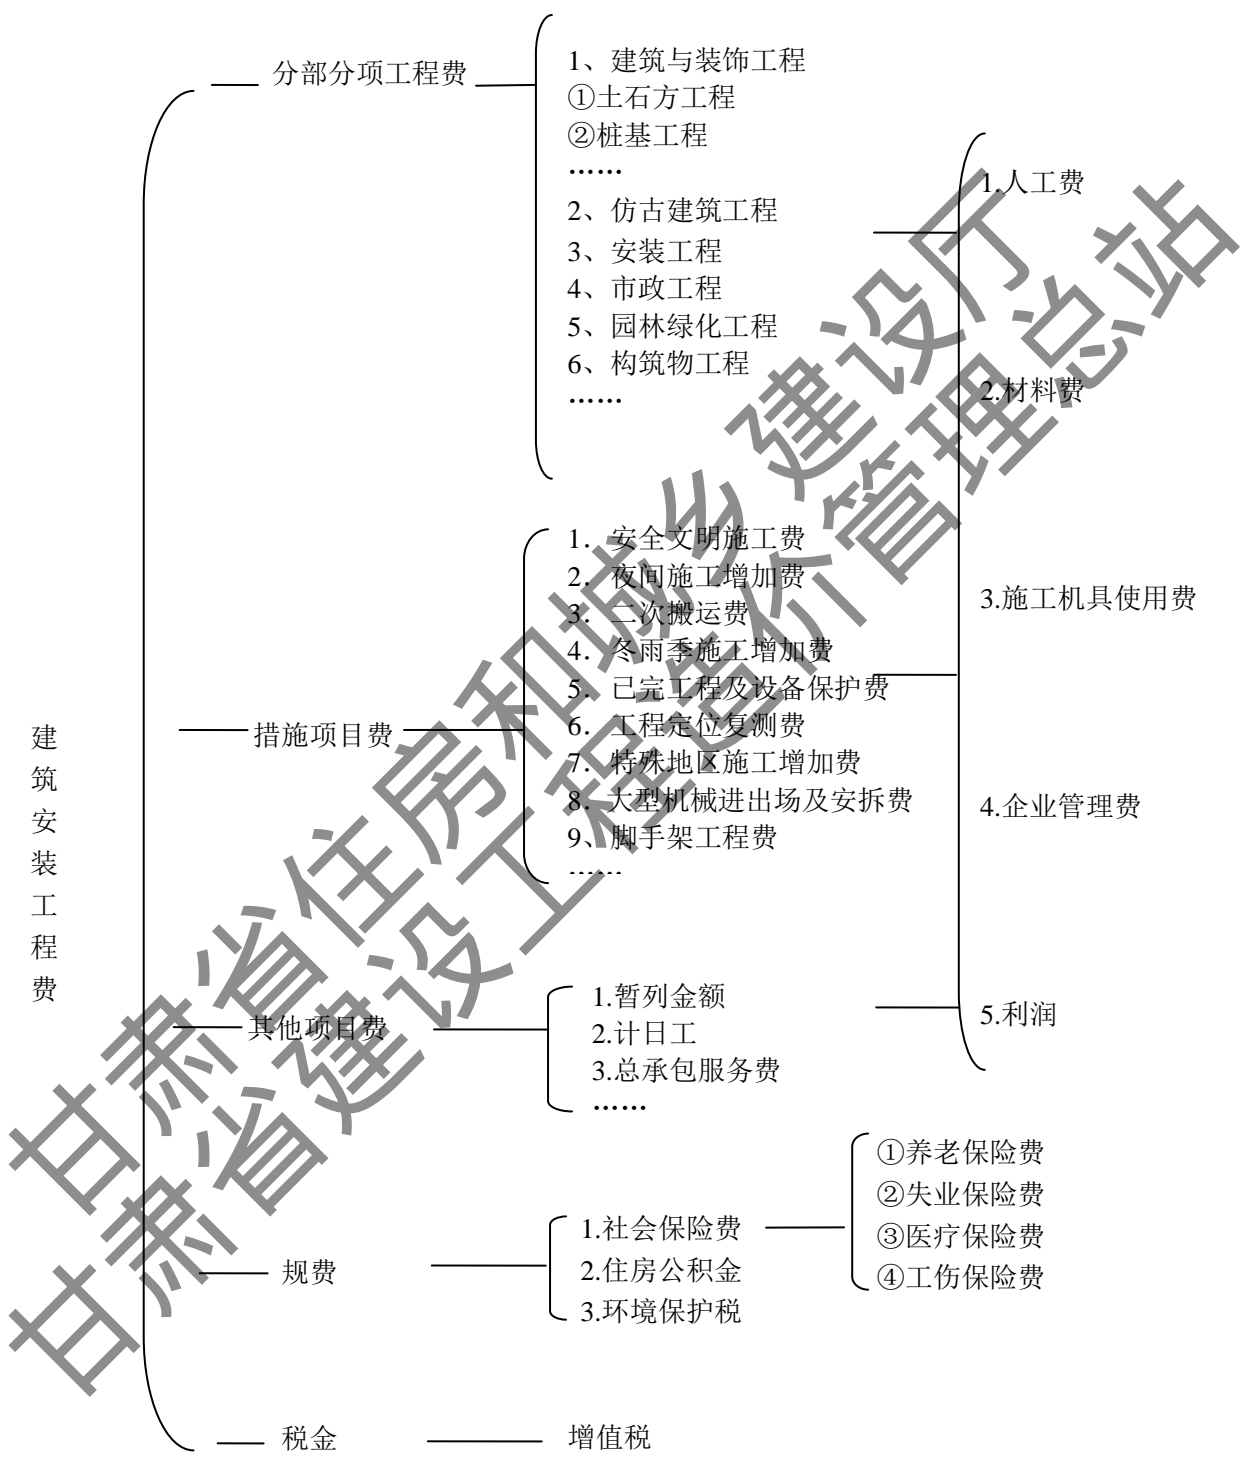 建筑安装工程费
分部分项工程费
1、建筑与装饰工程
①土石方工程
②桩基工程
……
2、仿古建筑工程
3、安装工程
4、市政工程
5、园林绿化工程
6、构筑物工程
……
措施项目费
1．安全文明施工费
2．夜间施工增加费
3．二次搬运费
4．冬雨季施工增加费
5．已完工程及设备保护费
6．工程定位复测费
7．特殊地区施工增加费
8．大型机械进出场及安拆费
9、脚手架工程费
……
其他项目费
1.暂列金额
2.计日工
3.总承包服务费
……
1.人工费
2.材料费
3.施工机具使用费
4.企业管理费
5.利润
规费
1.社会保险费
2.住房公积金
3.环境保护税
①养老保险费
②失业保险费
③医疗保险费
④工伤保险费
税金
增值税
甘肃省住房和城乡建设厅
甘肃省建设工程造价管理总站